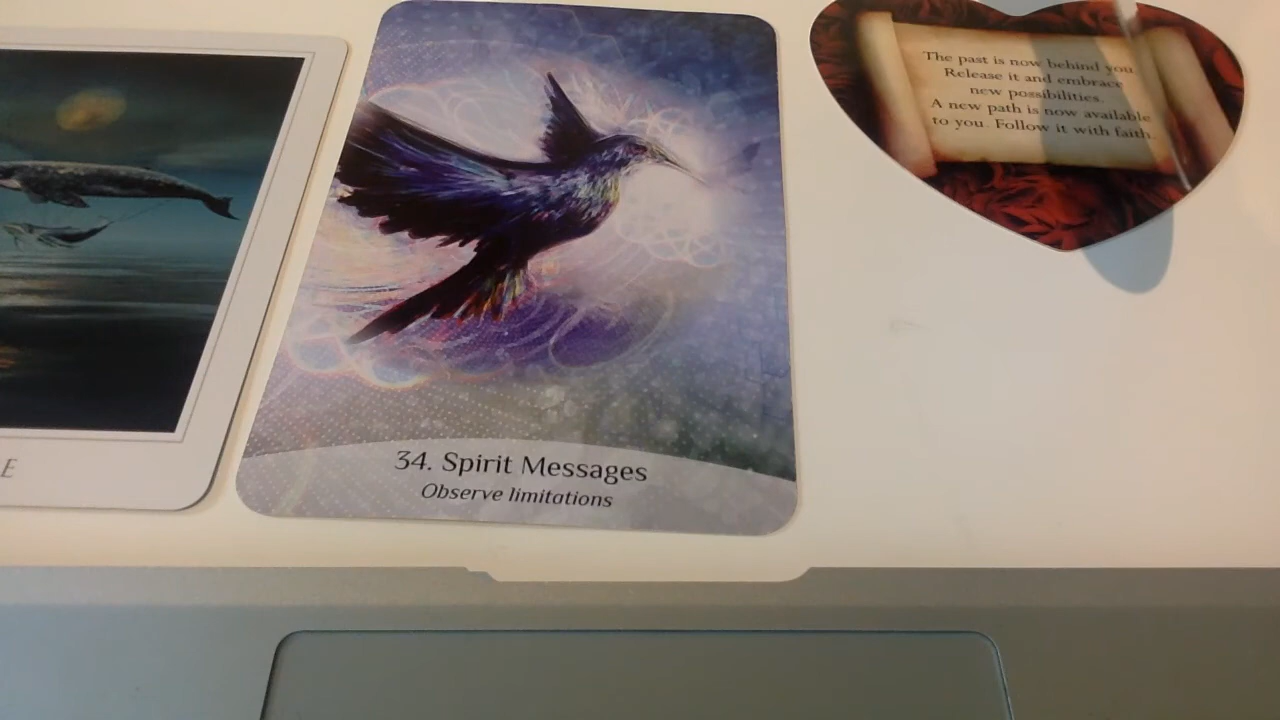 The past is now behind you.
Release it and embrace
new possibilities.
A new path is now available
to you. Follow it with faith.
34. Spirit Messages
Observe limitations
E